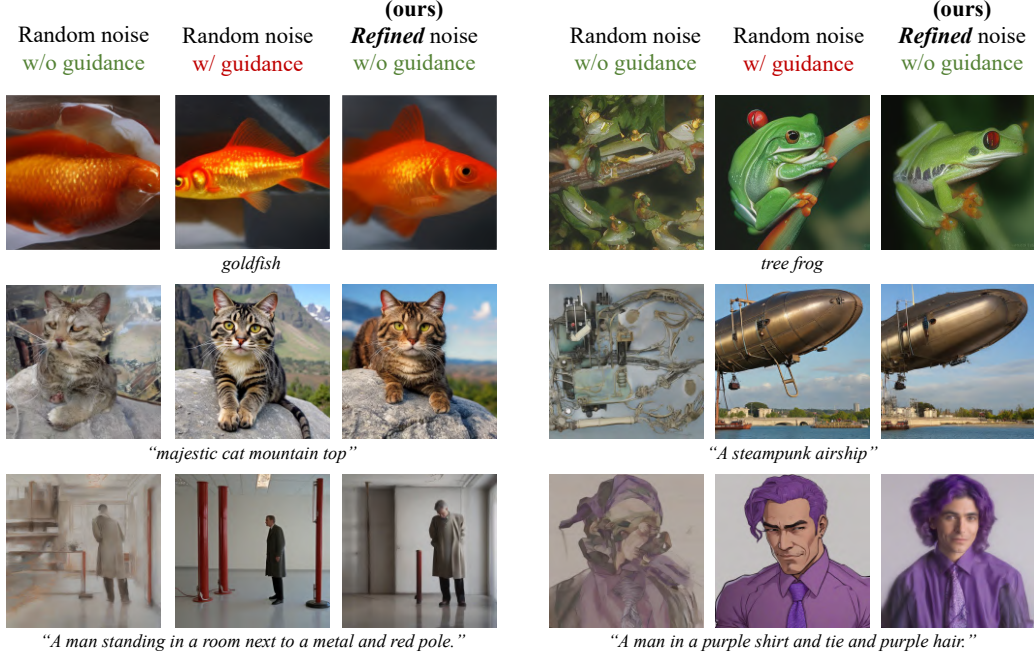 (ours)
Random noise
w/o guidance
Random noise
w/ guidance
Refined noise
w/o guidance
(ours)
Random noise
w/o guidance
Random noise
w/ guidance
Refined noise
w/o guidance
goldfish
tree frog
“majestic cat mountain top”
“A steampunk airship”
“A man standing in a room next to a metal and red pole.”
“A man in a purple shirt and tie and purple hair.”